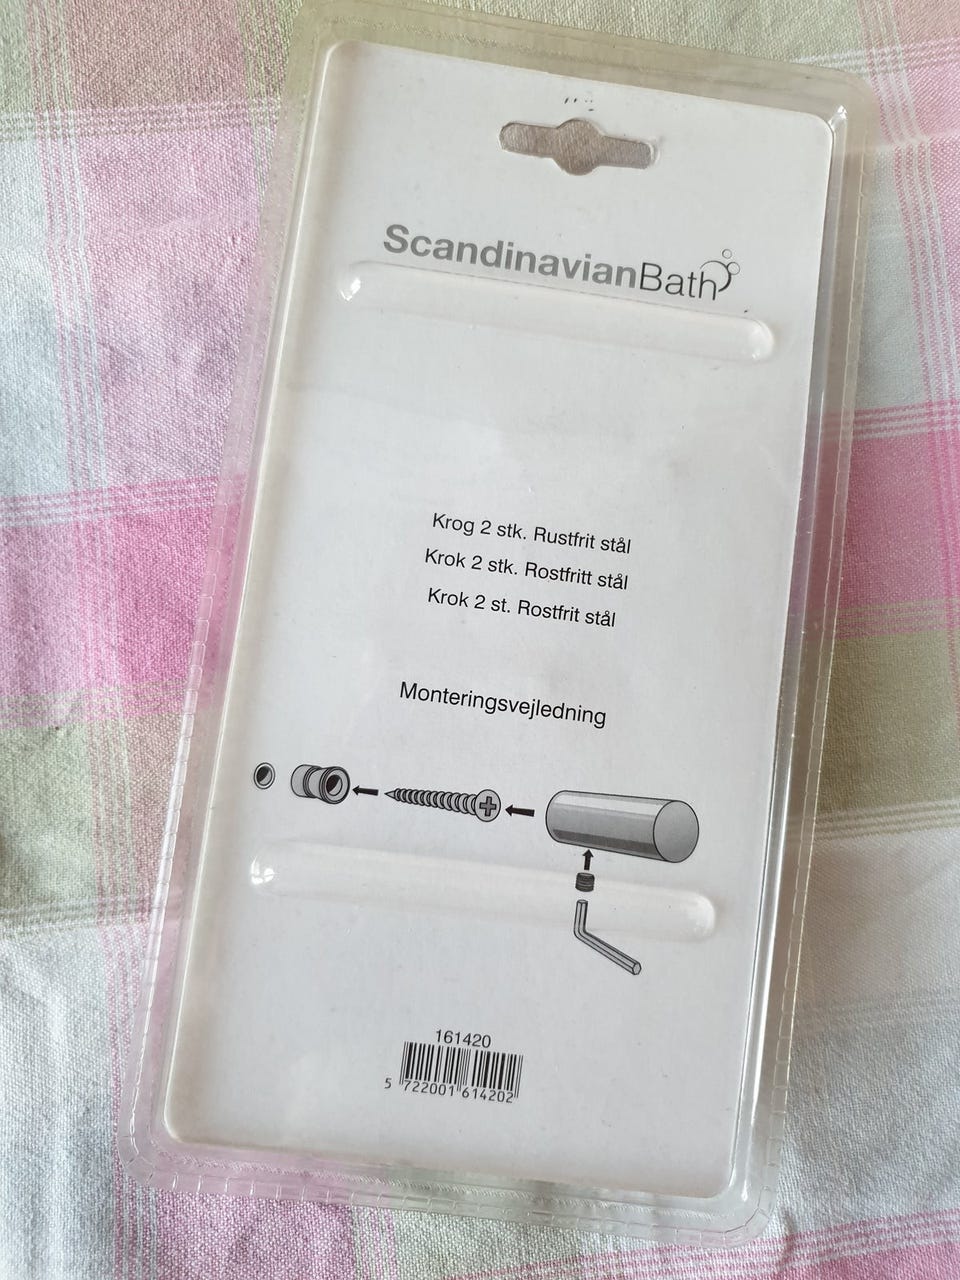 ScandinavianBath
Krog 2 stk. Rustfrit stål
Krok 2 stk. Rostfritt stål
Krok 2 st. Rostfrit stål
Monteringsvejledning
161420
5 722001 614202